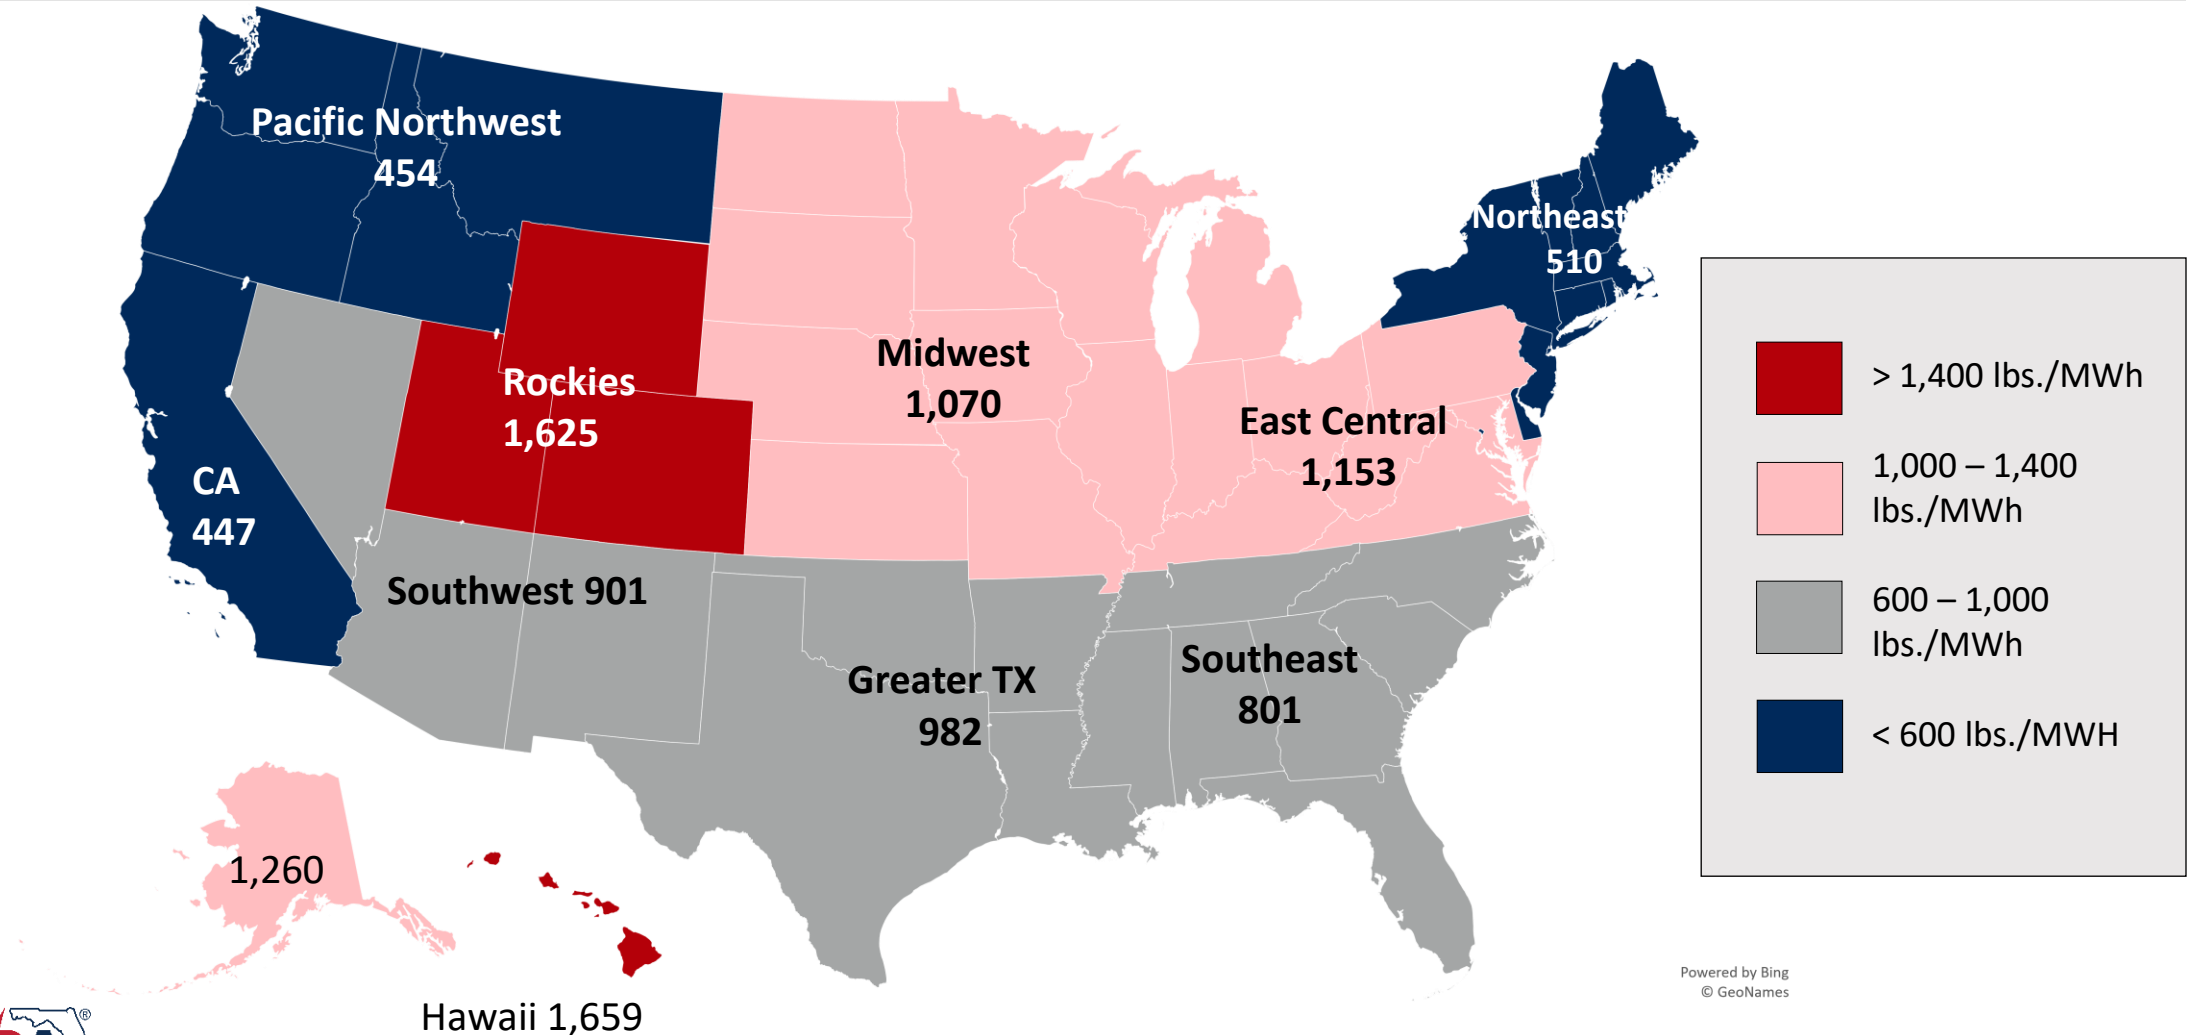 Pacific Northwest
454
Northeast
510
Rockies
1,625
Midwest
1,070
East Central
1,153
CA
447
Southwest 901
Greater TX
982
Southeast
801
1,260
Hawaii 1,659
> 1,400 lbs./MWh
1,000 – 1,400
lbs./MWh
600 – 1,000
lbs./MWh
< 600 lbs./MWH
Powered by Bing
© GeoNames
®